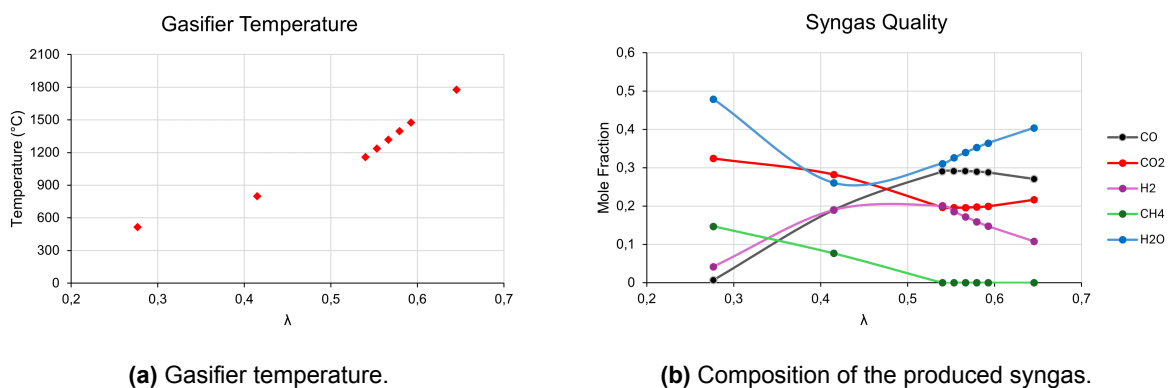 Gasifier Temperature
Temperature (°C)
2100
1800
1500
1200
900
600
300
0
0,2
0,3
0,4
0,5
0,6
0,7
λ
(a) Gasifier temperature.
Syngas Quality
Mole Fraction
0,6
0,5
0,4
0,3
0,2
0,1
0
0,2
0,3
0,4
0,5
0,6
0,7
λ
CO
CO2
H2
CH4
H2O
(b) Composition of the produced syngas.